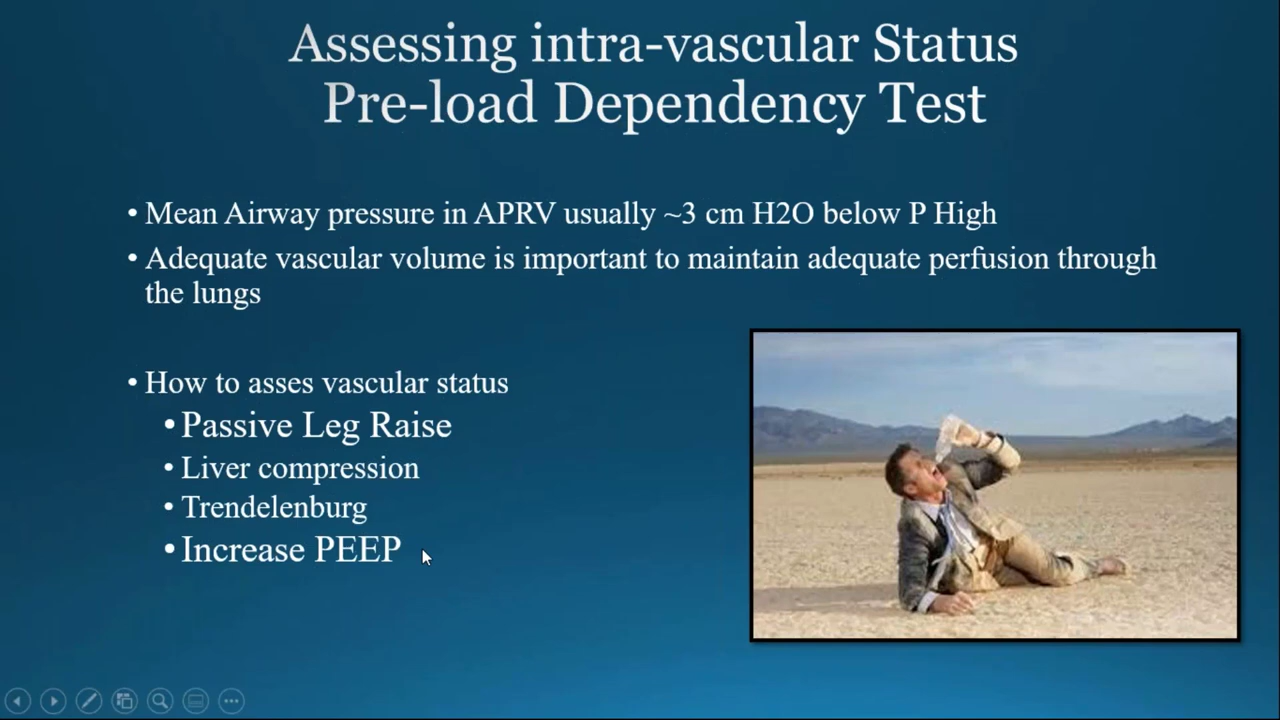 Assessing intra-vascular Status
Pre-load Dependency Test
• Mean Airway pressure in APRV usually ~3 cm H2O below P High
• Adequate vascular volume is important to maintain adequate perfusion through
the lungs
• How to asses vascular status
• Passive Leg Raise
• Liver compression
• Trendelenburg
• Increase PEEP